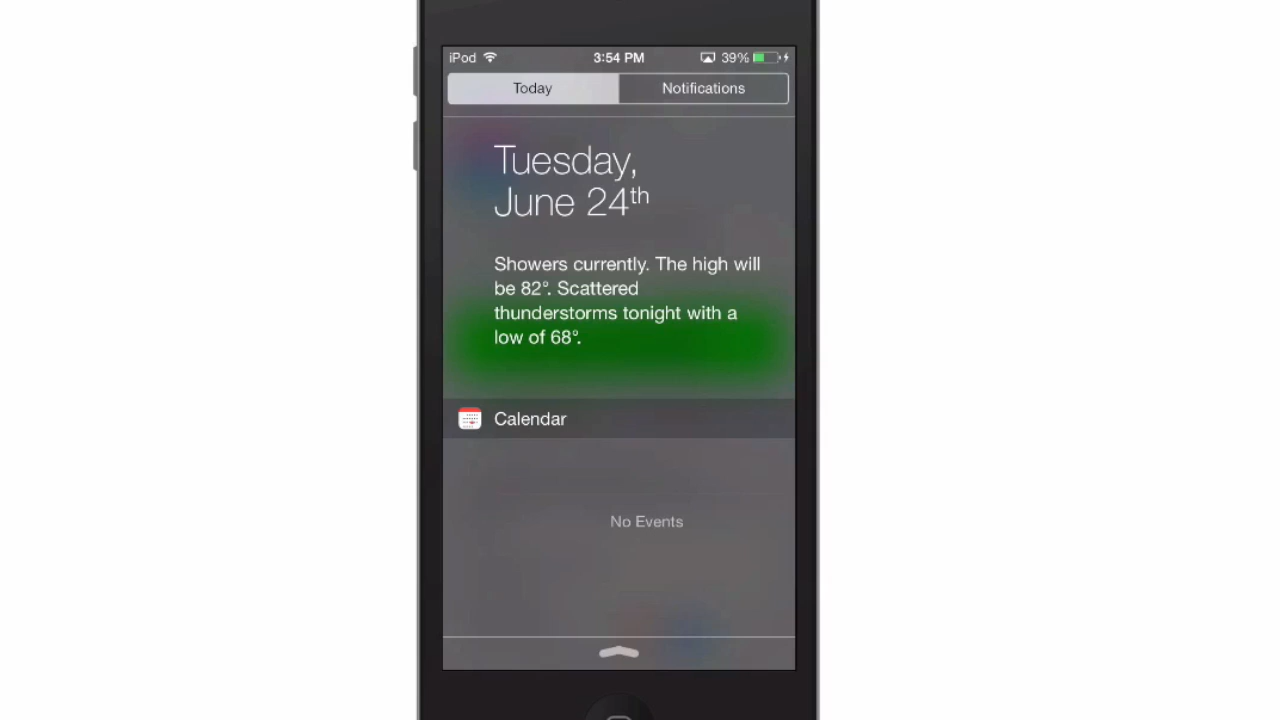 iPod 3:54 PM 39%
Today Notifications
Tuesday,
June 24th
Showers currently. The high will
be 82°. Scattered
thunderstorms tonight with a
low of 68°.
Calendar
No Events